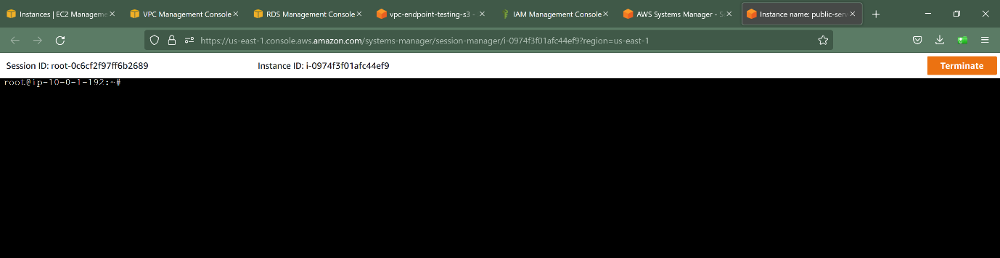 Instances | EC2 Manageme
VPC Management Console
RDS Management Console
vpc-endpoint-testing-s3 -
IAM Management Console
AWS Systems Manager - S
Instance name: public-serv
https://us-east-1.console.aws.amazon.com/systems-manager/session-manager/i-0974f3f01afc44ef9?region=us-east-1
Session ID: root-0c6cf2f97ff6b2689
Instance ID: i-0974f3f01afc44ef9
Terminate
root@ip-10-0-1-192:~#